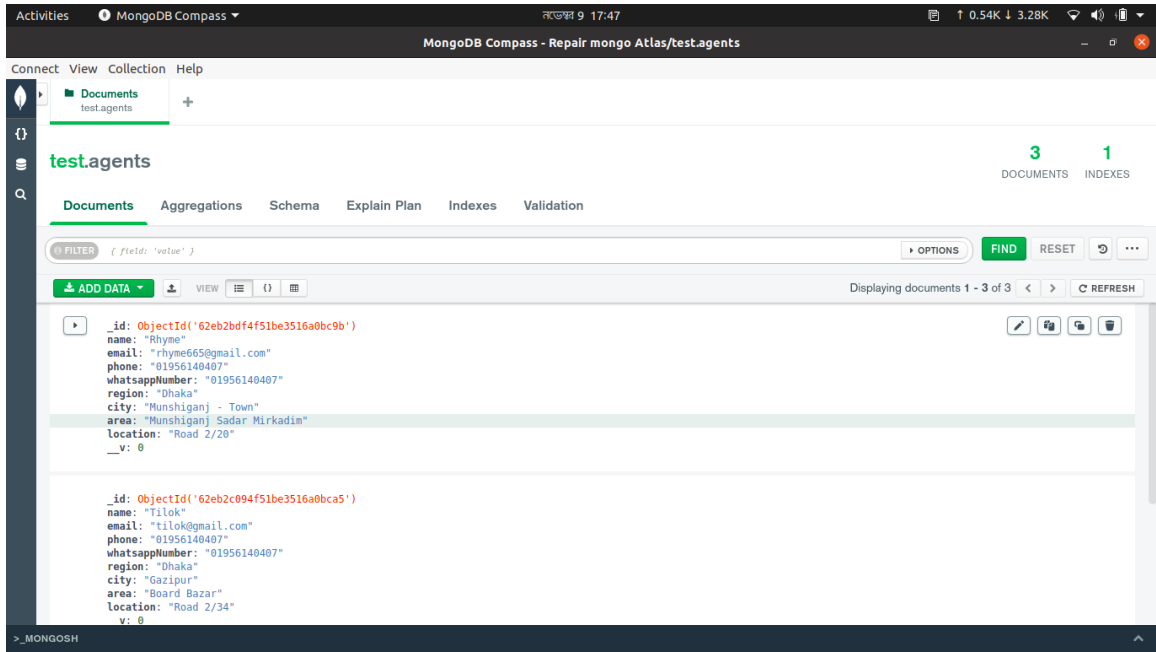 Activities MongoDB Compass নভেম্বর 9 17:47 ↑ 0.54K ↓ 3.28K
MongoDB Compass - Repair mongo Atlas/test.agents
Connect View Collection Help
Documents
test.agents
test.agents
3 1
DOCUMENTS INDEXES
Documents Aggregations Schema Explain Plan Indexes Validation
FILTER { field: 'value' } OPTIONS FIND RESET
ADD DATA VIEW {} Displaying documents 1 - 3 of 3 < > REFRESH
_id: ObjectId('62eb2bdf4f51be3516a0bc9b')
name: "Rhyme"
email: "rhyme665@gmail.com"
phone: "01956140407"
whatsappNumber: "01956140407"
region: "Dhaka"
city: "Munshiganj - Town"
area: "Munshiganj Sadar Mirkadim"
location: "Road 2/20"
__v: 0
_id: ObjectId('62eb2c094f51be3516a0bca5')
name: "Tilok"
email: "tilok@gmail.com"
phone: "01956140407"
whatsappNumber: "01956140407"
region: "Dhaka"
city: "Gazipur"
area: "Board Bazar"
location: "Road 2/34"
__v: 0
>_MONGOSH